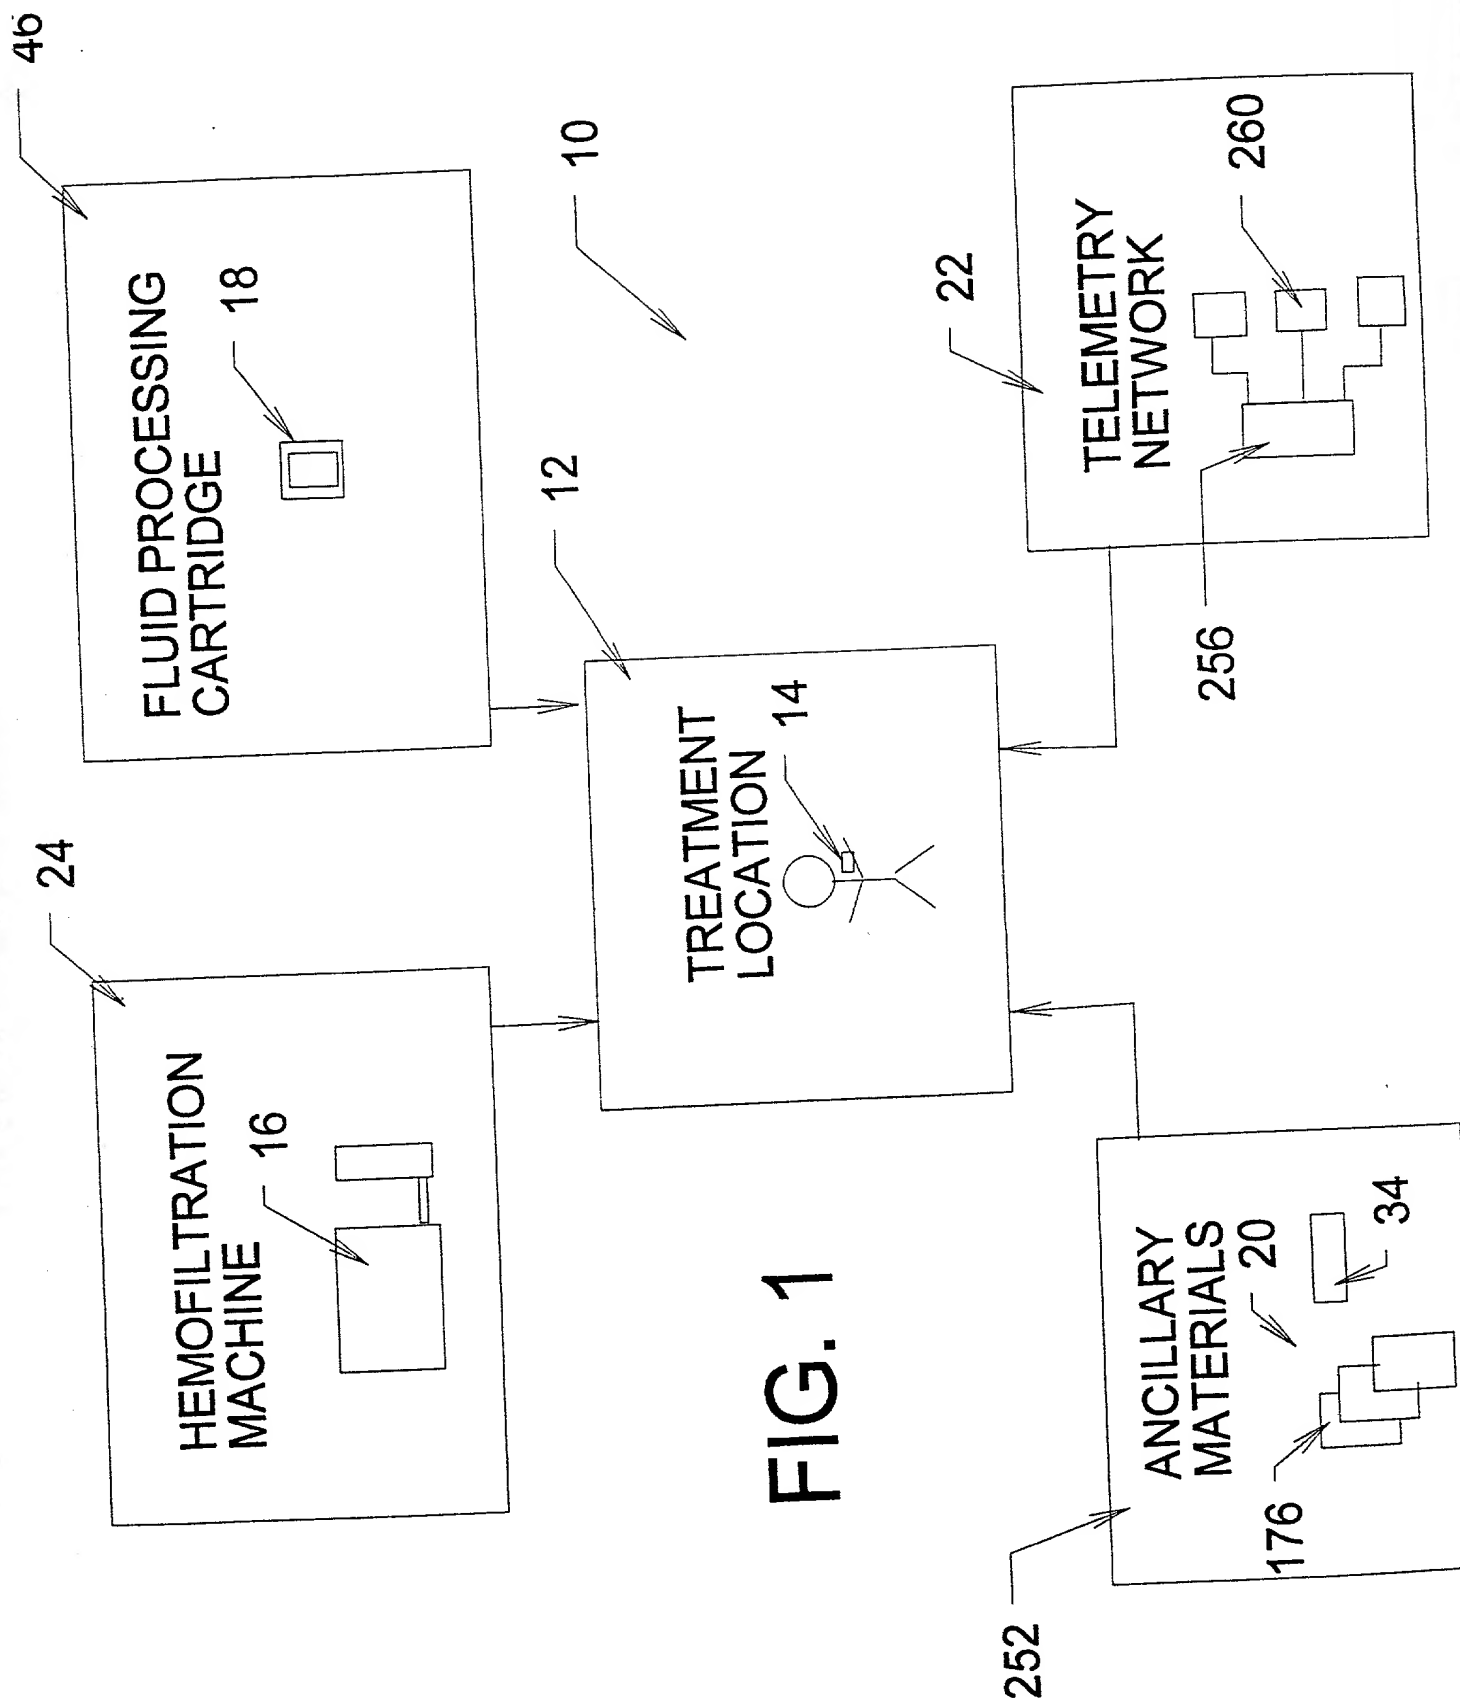 46
24
FLUID PROCESSING
CARTRIDGE
18
HEMOFILTRATION
MACHINE
16
10
12
TREATMENT
LOCATION
14
FIG. 1
22
TELEMETRY
NETWORK
260
256
252
ANCILLARY
MATERIALS
20
34
176